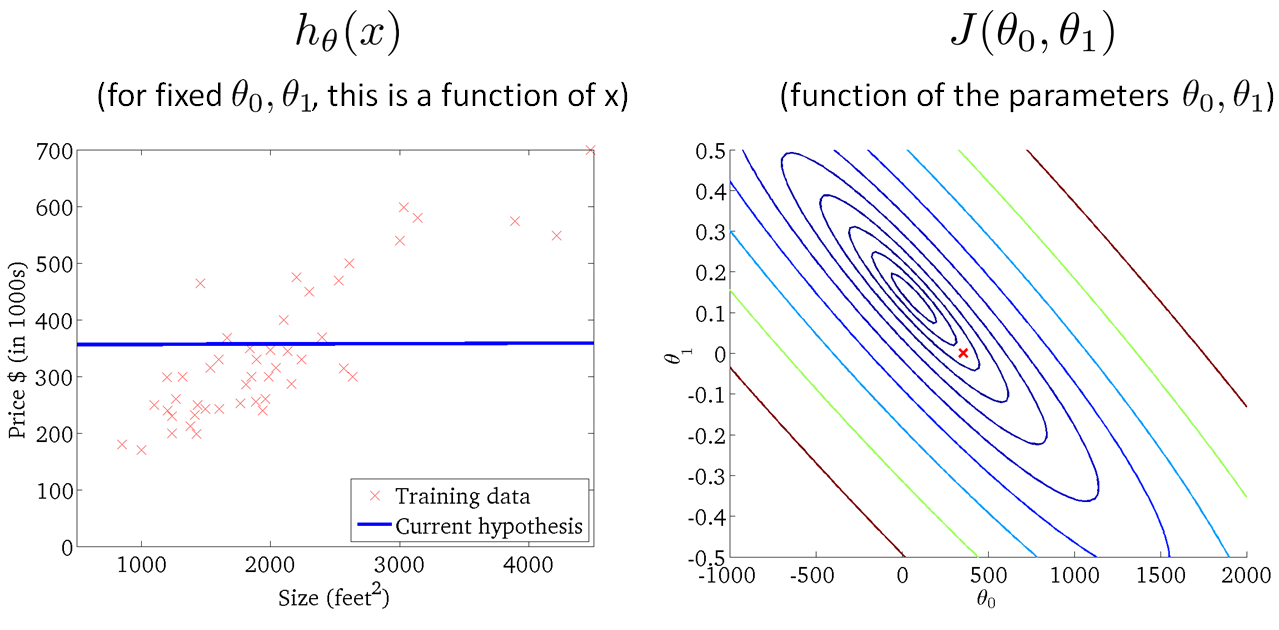 hθ(x)
(for fixed θ0, θ1, this is a function of x)
700
600
500
400
300
200
100
0
Price $ (in 1000s)
1000 2000 3000 4000
Size (feet²)
Training data
Current hypothesis
J(θ0, θ1)
(function of the parameters θ0, θ1)
0.5
0.4
0.3
0.2
0.1
0
-0.1
-0.2
-0.3
-0.4
-0.5
θ1
-1000 -500 0 500 1000 1500 2000
θ0